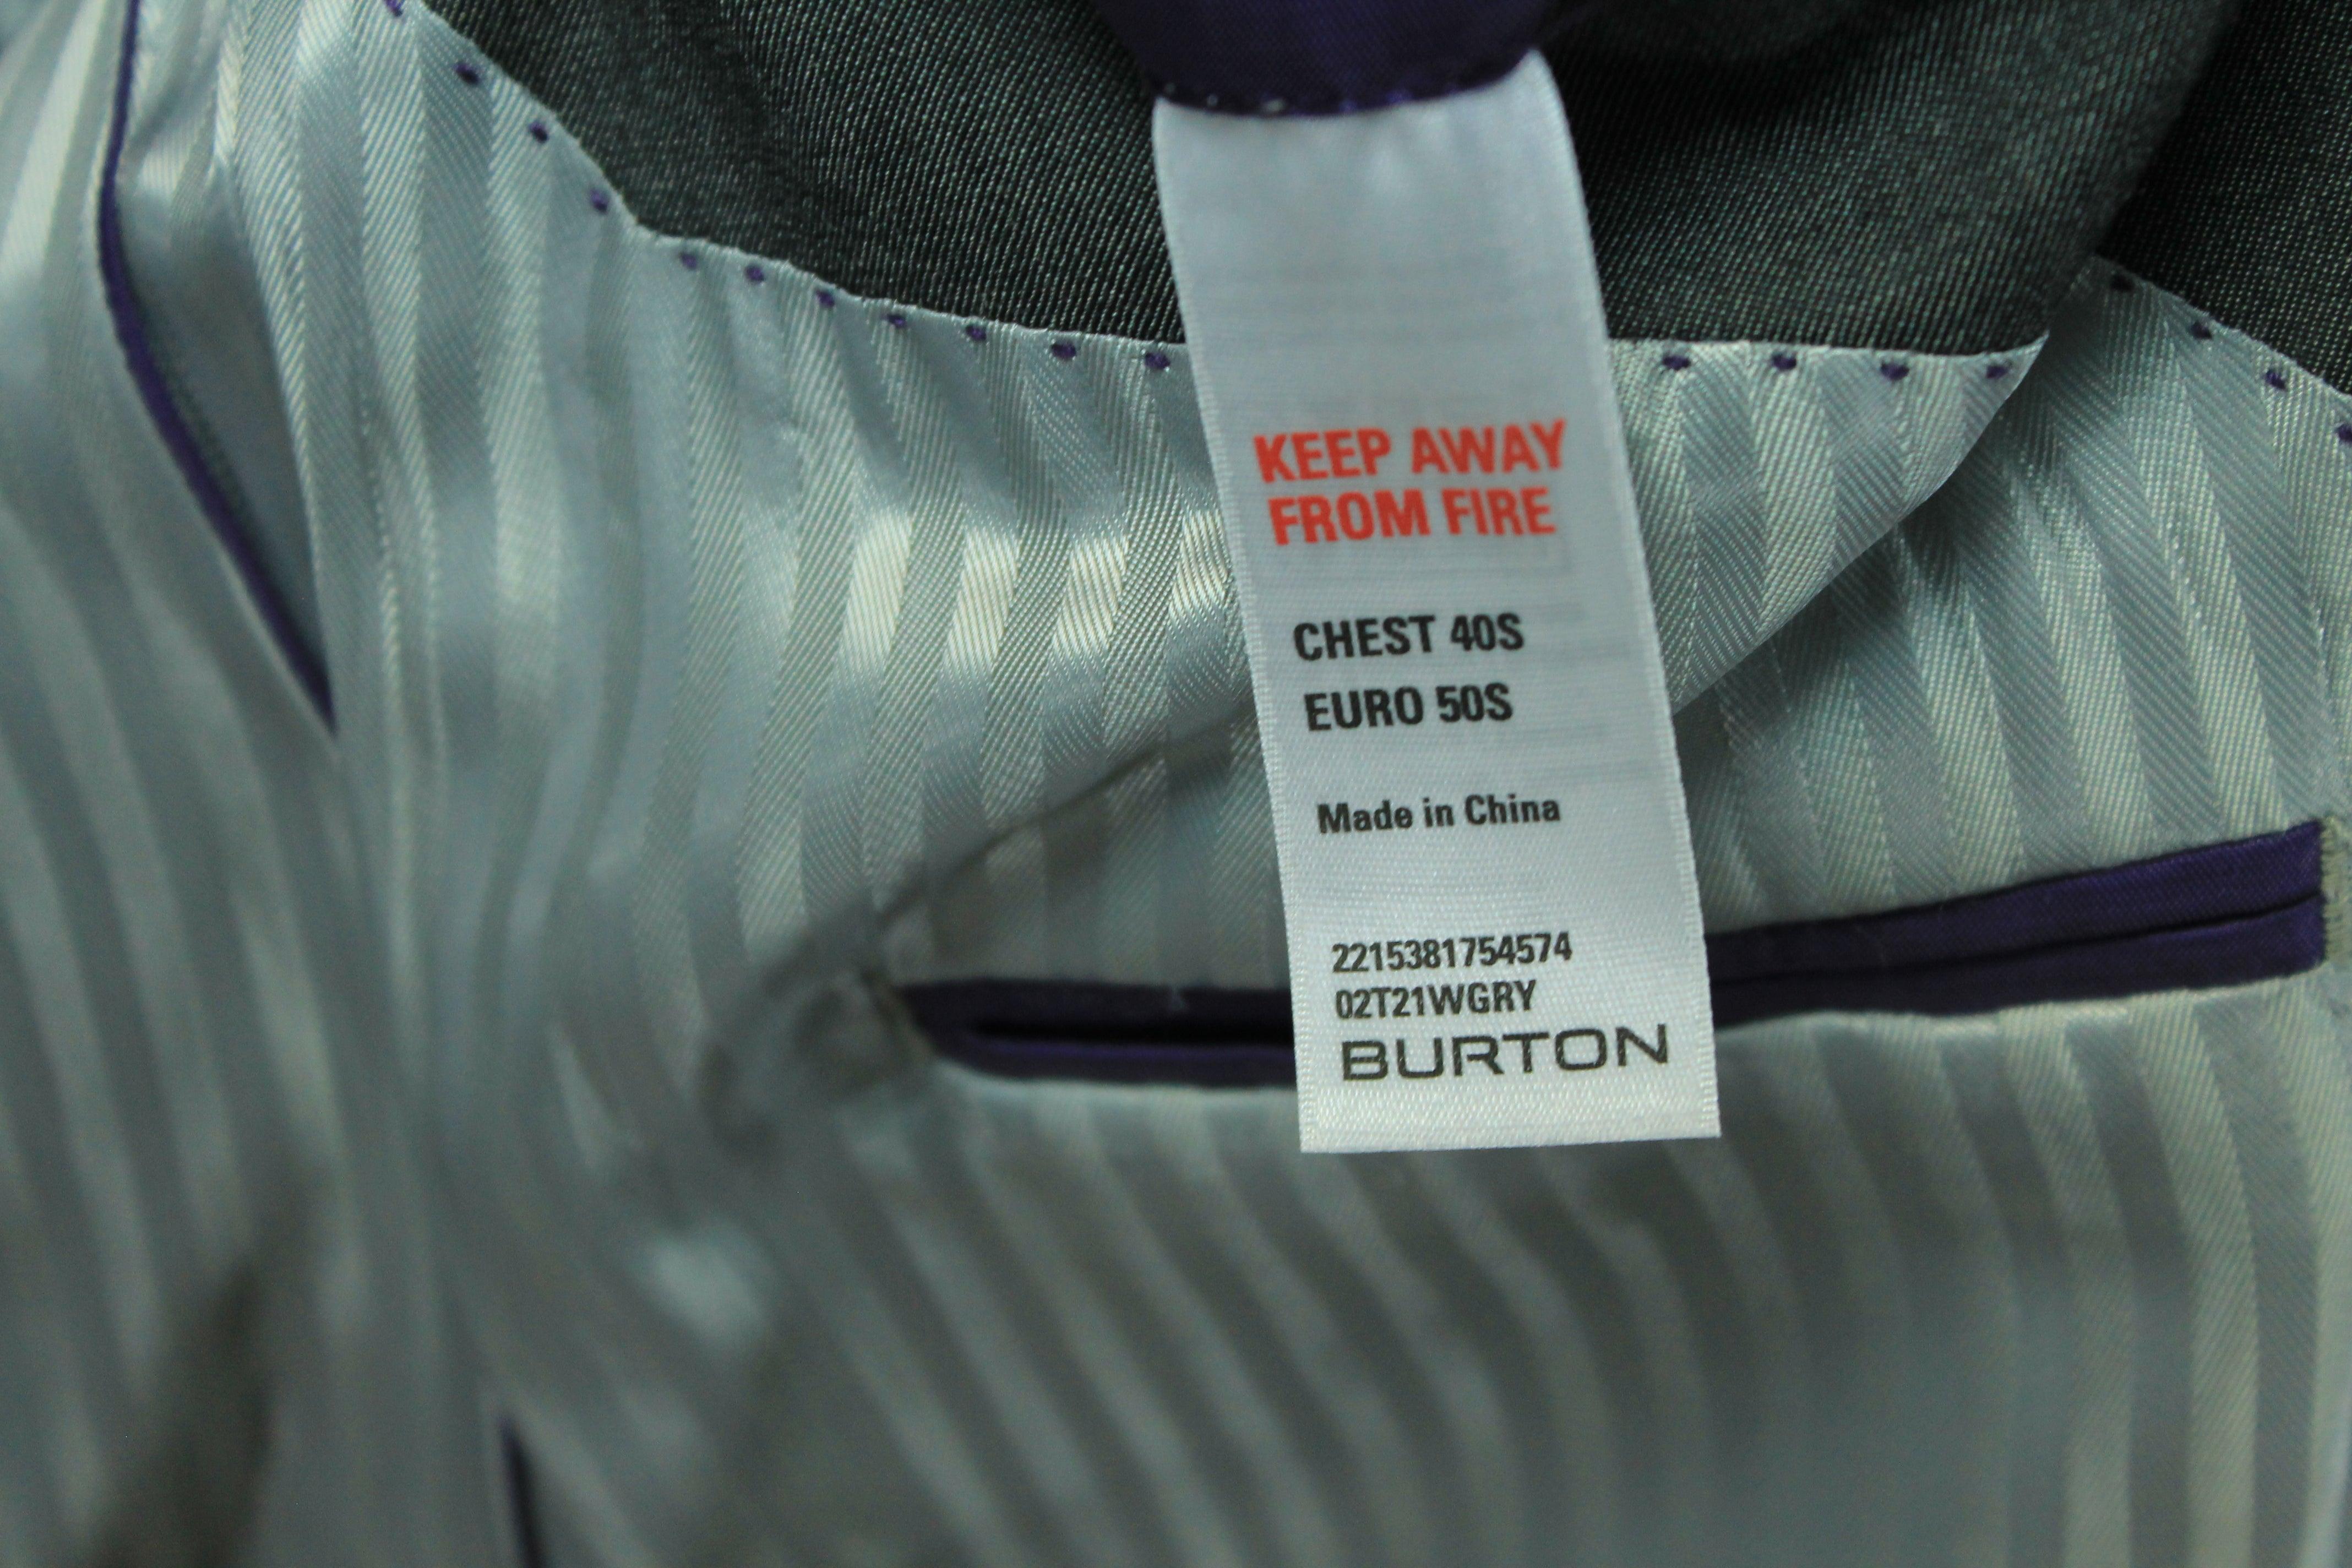 KEEP AWAY
FROM FIRE
CHEST 40S
EURO 50S
Made in China
2215381754574
02T21WGRY
BURTON